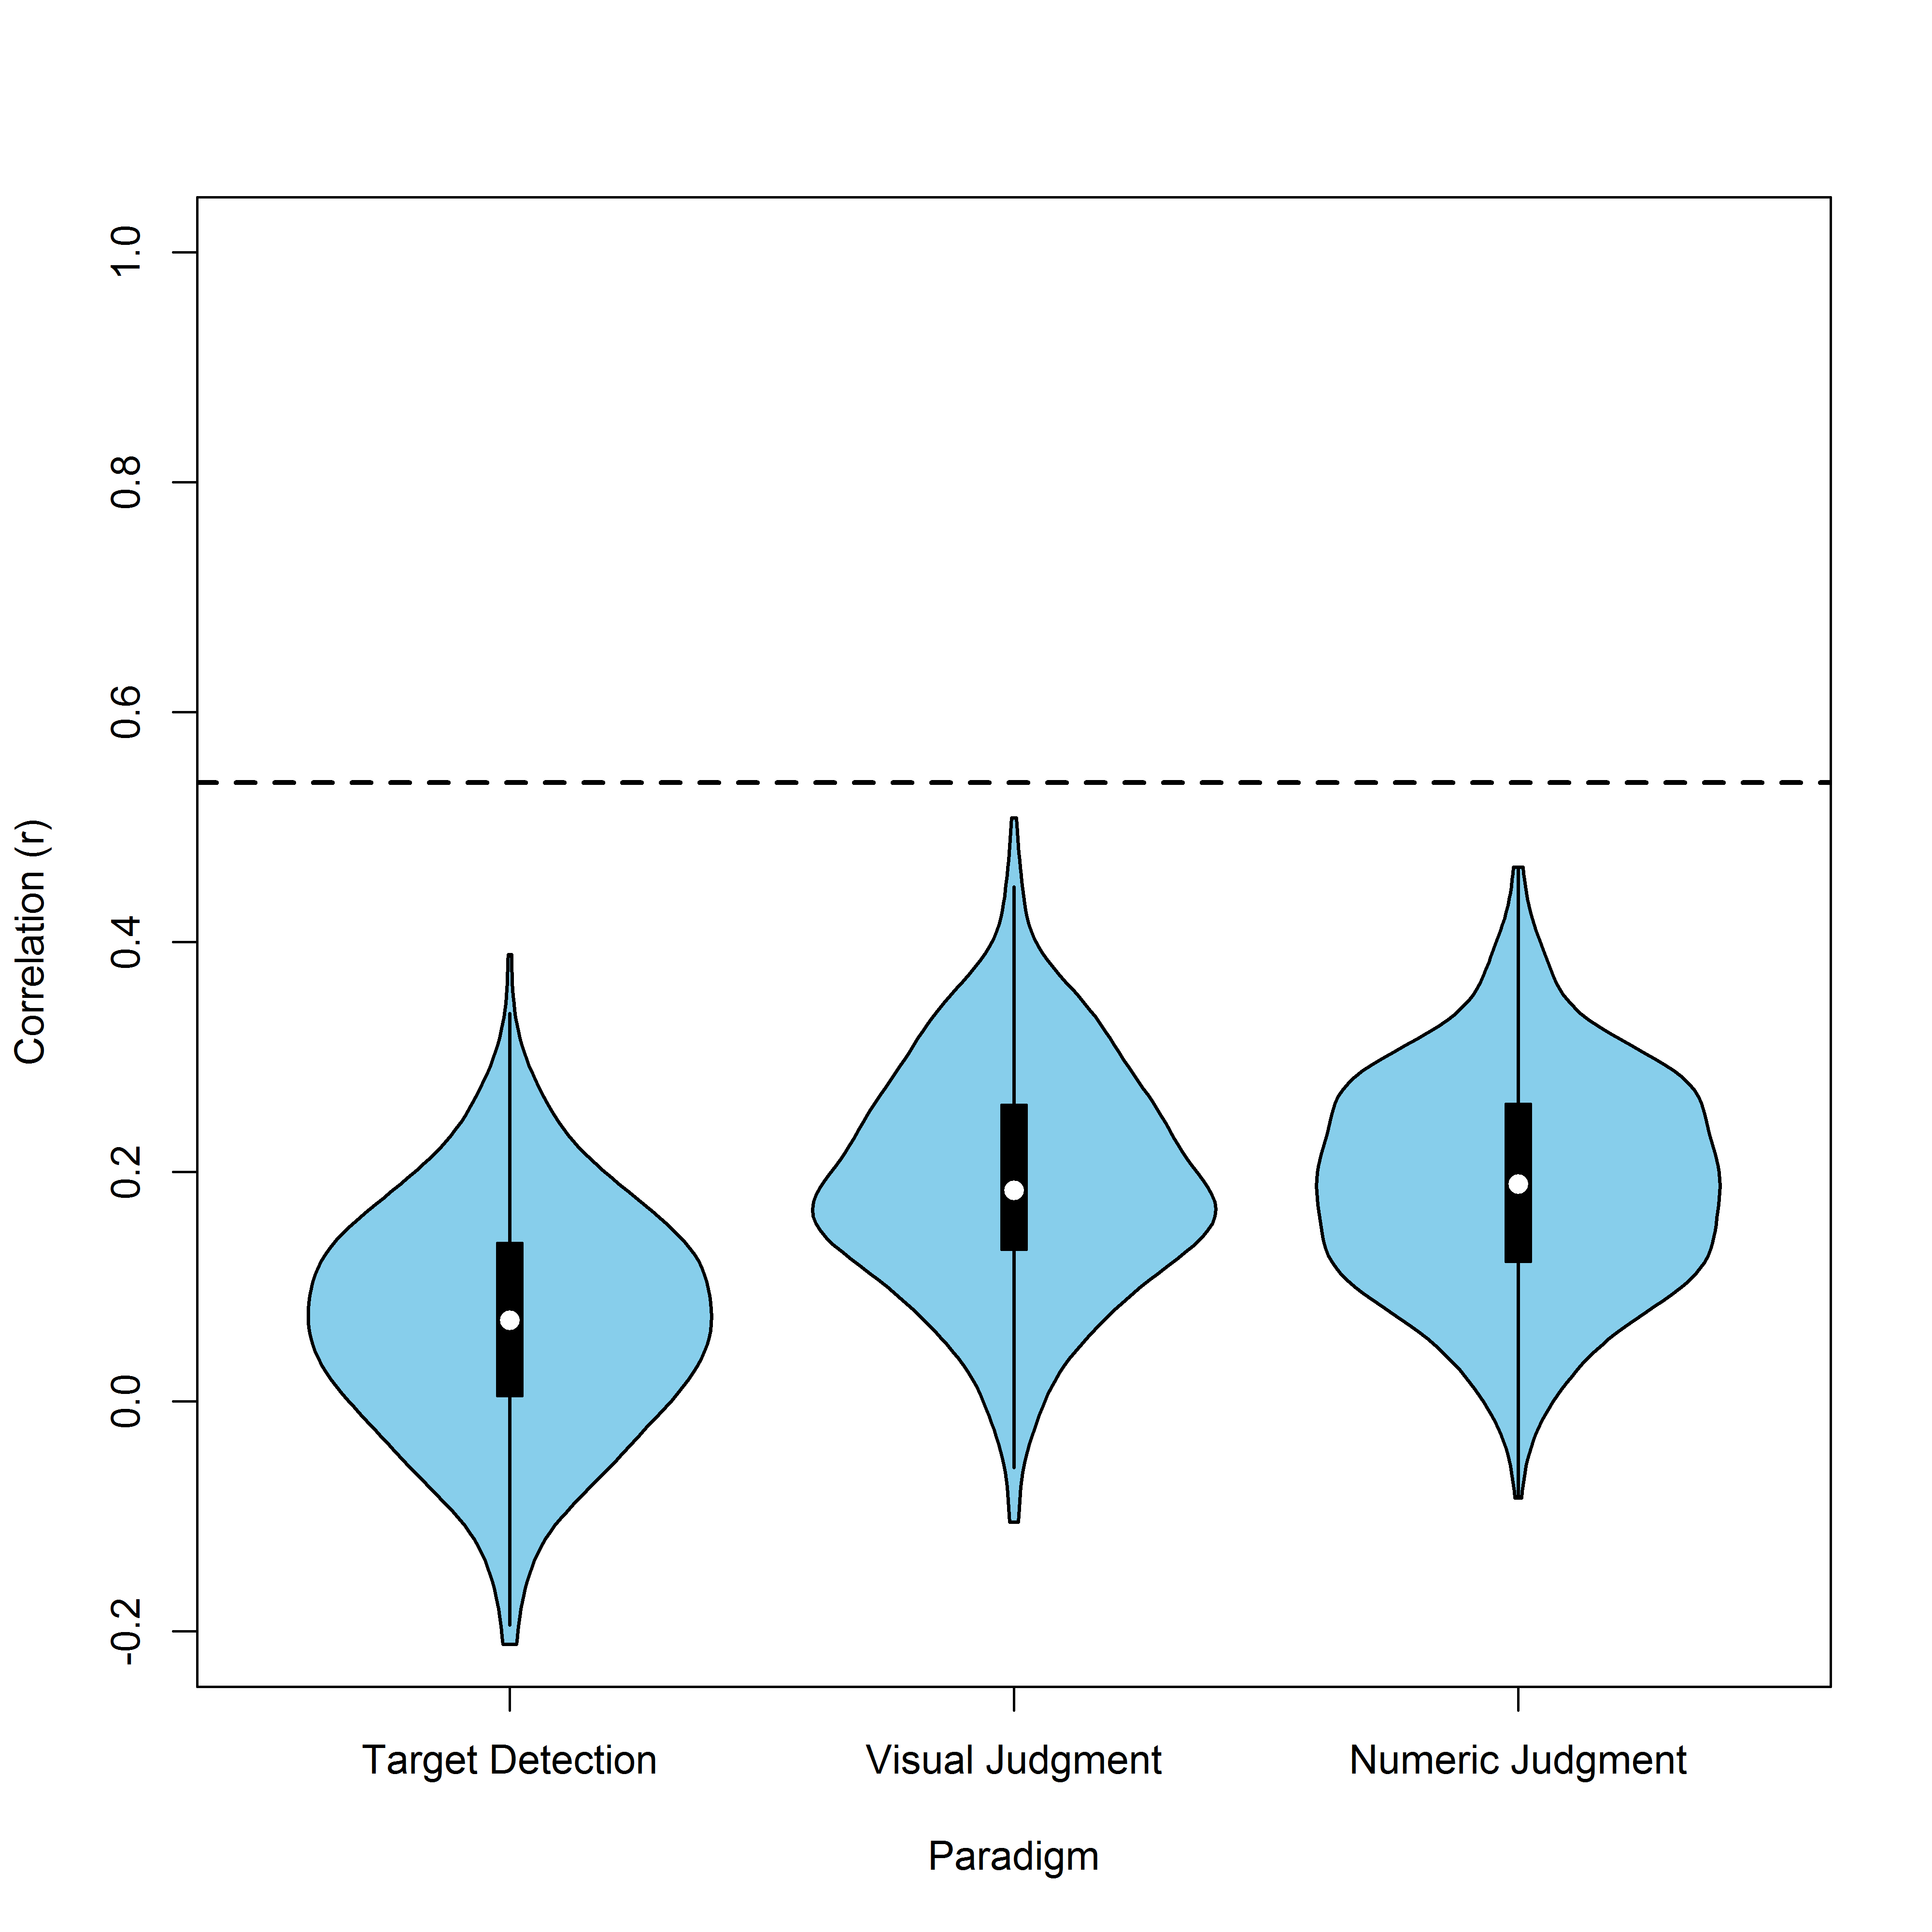 1.0
0.8
0.6
0.4
0.2
0.0
-0.2
Correlation (r)
Target Detection
Visual Judgment
Numeric Judgment
Paradigm